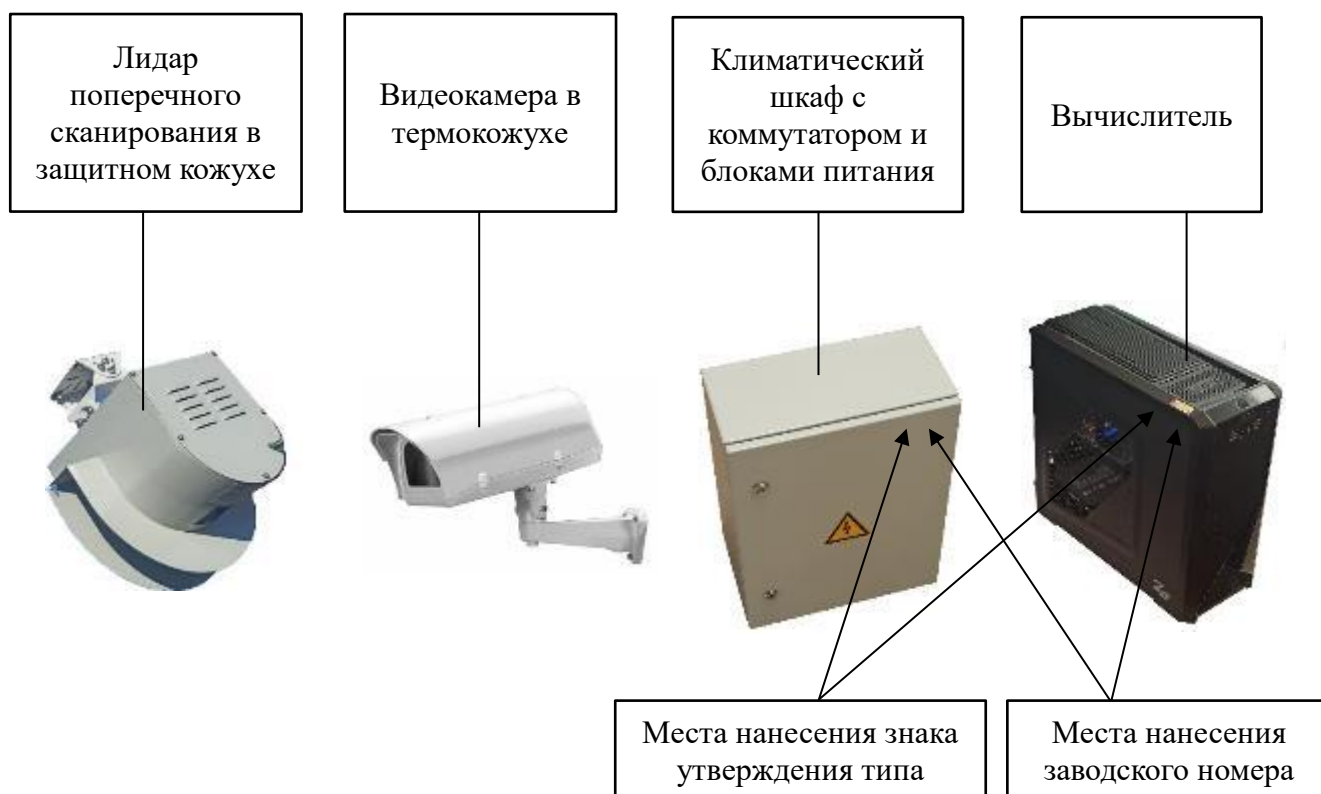 Лидар
поперечного
сканирования в
защитном кожухе
Видеокамера в
термокожухе
Климатический
шкаф с
коммутатором и
блоками питания
Вычислитель
Места нанесения знака
утверждения типа
Места нанесения
заводского номера